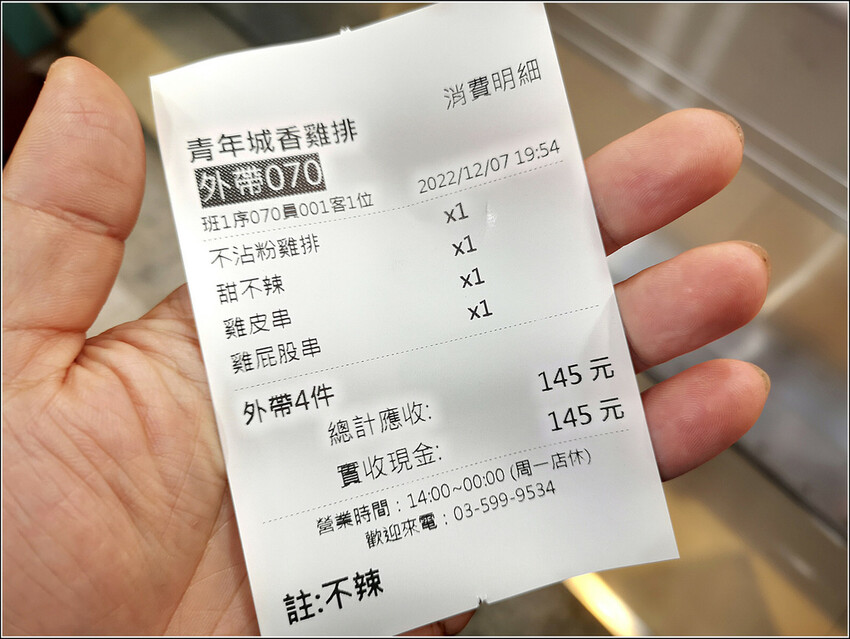 消費明細
青年城香雞排
外帶070
2022/12/07 19:54
班1序070員001客1位
不沾粉雞排 x1
甜不辣 x1
雞皮串 x1
雞屁股串 x1
外帶4件
總計應收: 145 元
實收現金: 145 元
營業時間：14:00~00:00 (周一店休)
歡迎來電：03-599-9534
註:不辣